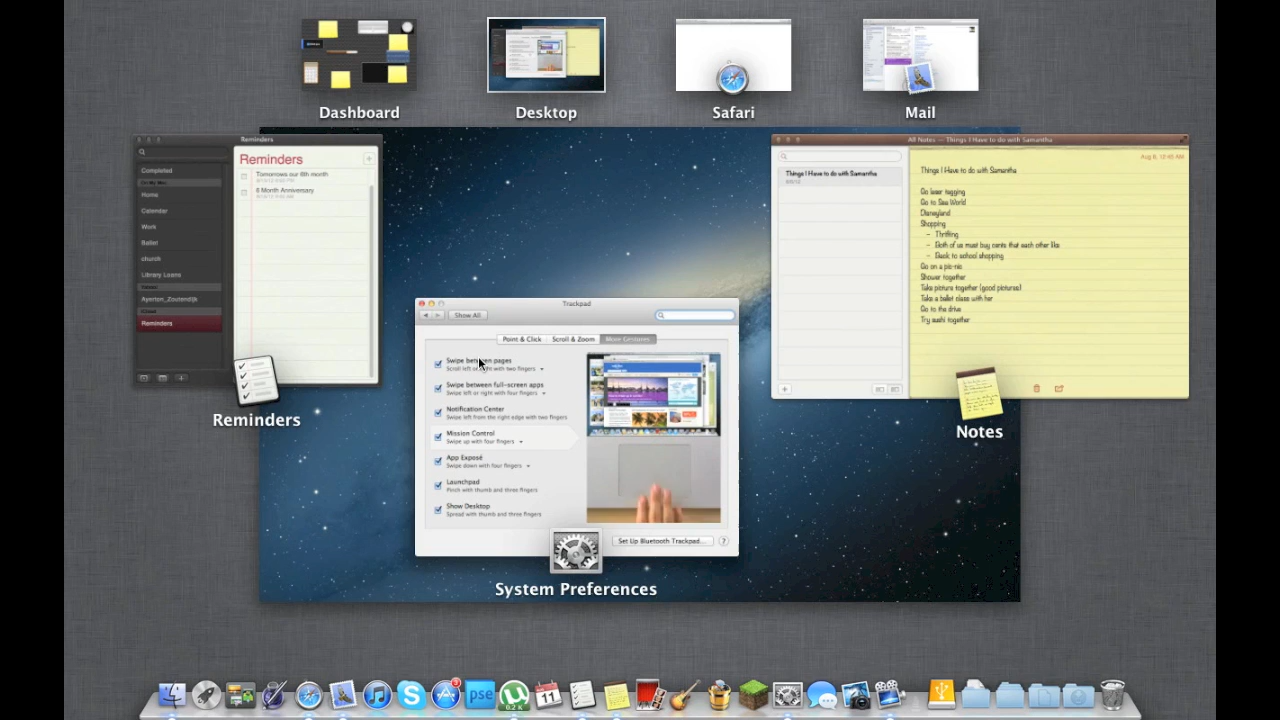 Dashboard
Desktop
Safari
Mail
Reminders
Reminders
Tomorrows our 8th month
8 Month Anniversary
Completed
On My Mac
Home
Calendar
Work
Ballet
church
Library Loans
Ayerton_Zouterdijk
Reminders
Reminders
Trackpad
Show All
Point & Click
Scroll & Zoom
More Gestures
Swipe between pages
Scroll left or right with two fingers
Swipe between full-screen apps
Swipe left or right with four fingers
Notification Center
Swipe left from the right edge with two fingers
Mission Control
Swipe up with four fingers
App Exposé
Swipe down with four fingers
Launchpad
Pinch with thumb and three fingers
Show Desktop
Spread with thumb and three fingers
Set Up Bluetooth Trackpad...
?
System Preferences
All Notes — Things I Have to do with Samantha
Things I Have to do with Samantha
Things I Have to do with Samantha
Go laser tagging
Go to Sea World
Disneyland
Shopping
- Thrifting
- Both of us must buy pants that each other like
- Back to school shopping
Go on a pic-nic
Shower together
Take picture together (good pictures)
Take a ballet class with her
Go to the drive
Try sushi together
Notes
pse
11